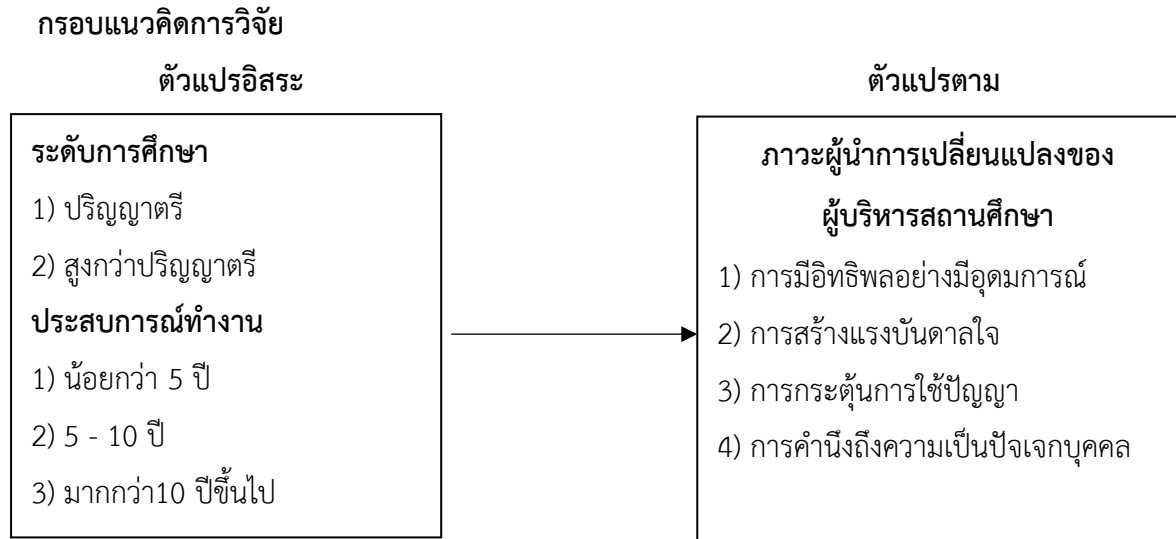 กรอบแนวคิดการวิจัย
ตัวแปรอิสระ
ระดับการศึกษา
1) ปริญญาตรี
2) สูงกว่าปริญญาตรี
ประสบการณ์ทำงาน
1) น้อยกว่า 5 ปี
2) 5 - 10 ปี
3) มากกว่า10 ปีขึ้นไป
ตัวแปรตาม
ภาวะผู้นำการเปลี่ยนแปลงของ
ผู้บริหารสถานศึกษา
1) การมีอิทธิพลอย่างมีอุดมการณ์
2) การสร้างแรงบันดาลใจ
3) การกระตุ้นการใช้ปัญญา
4) การคำนึงถึงความเป็นปัจเจกบุคคล